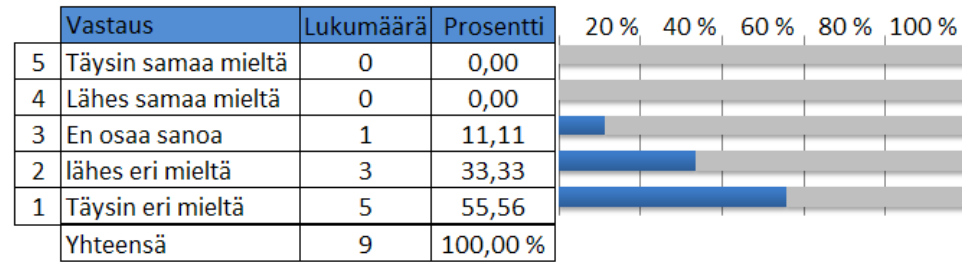 Vastaus Lukumäärä Prosentti 20 % 40 % 60 % 80 % 100 %
5 Täysin samaa mieltä 0 0,00
4 Lähes samaa mieltä 0 0,00
3 En osaa sanoa 1 11,11
2 lähes eri mieltä 3 33,33
1 Täysin eri mieltä 5 55,56
Yhteensä 9 100,00 %